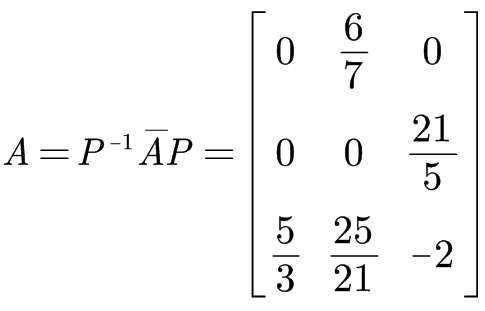 A = P⁻¹ A̅ P = [ 0 6/7 0
0 0 21/5
5/3 25/21 -2 ]